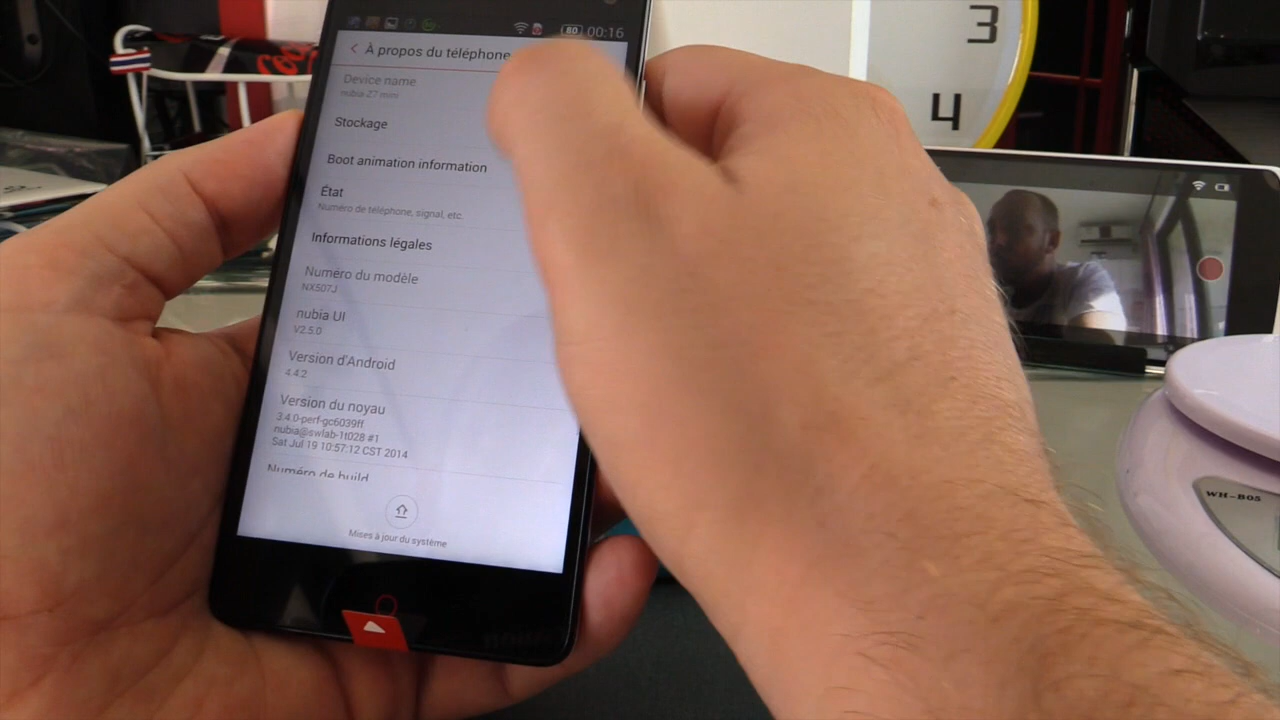 80 00:16
À propos du téléphone
Device name
nubia Z7 mini
Stockage
Boot animation information
État
Numéro de téléphone, signal, etc.
Informations légales
Numéro du modèle
NX507J
nubia UI
V2.5.0
Version d'Android
4.4.2
Version du noyau
3.4.0-perf-gc6039ff
nubia@swlab-1t028 #1
Sat Jul 19 10:57:12 CST 2014
Numéro de build
Mises à jour du système
3
4
WH-B05